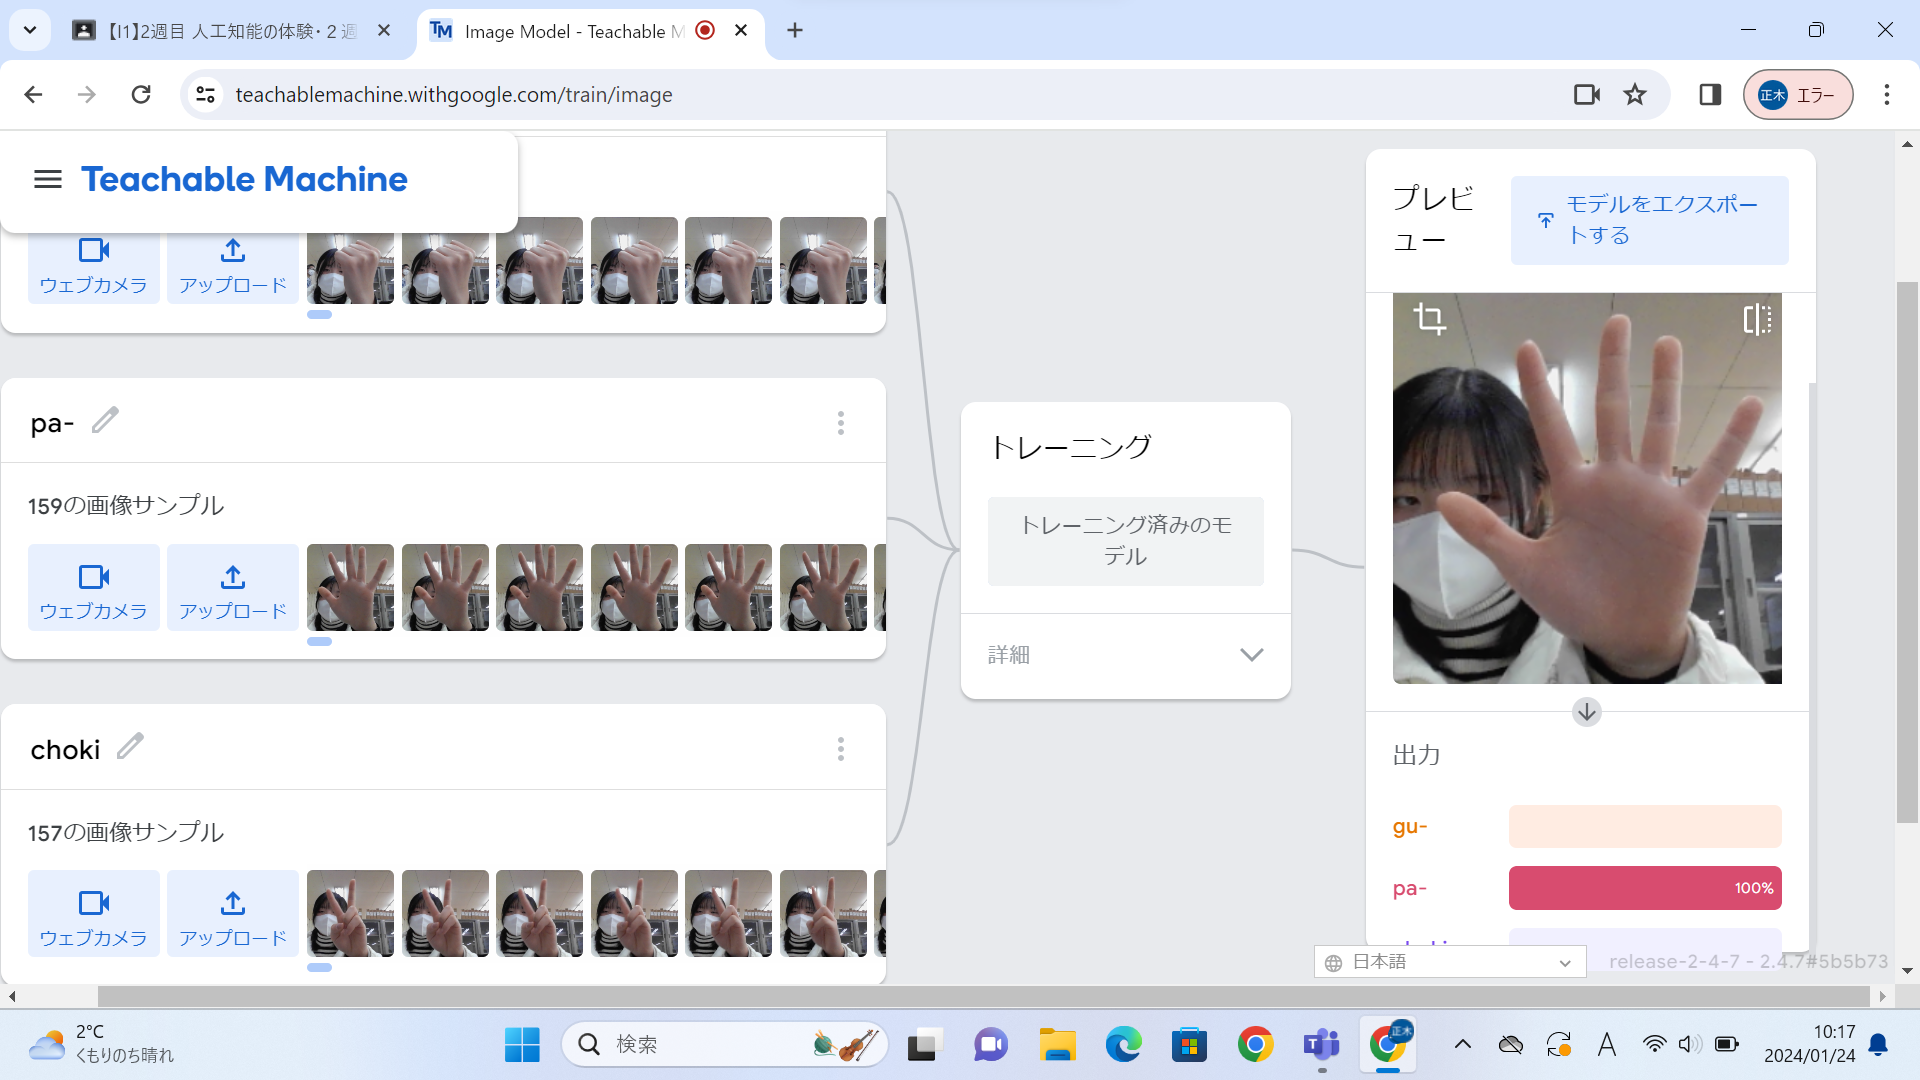 【I1】2週目 人工知能の体験・2週
Image Model - Teachable M
teachablemachine.withgoogle.com/train/image
正木 エラー
Teachable Machine
ウェブカメラ
アップロード
pa-
159の画像サンプル
ウェブカメラ
アップロード
choki
157の画像サンプル
ウェブカメラ
アップロード
トレーニング
トレーニング済みのモ
デル
詳細
プレビ
ュー
モデルをエクスポー
トする
出力
gu-
pa-
100%
日本語
release-2-4-7 - 2.4.7#5b5b73
2°C
くもりのち晴れ
検索
正木
A
10:17
2024/01/24